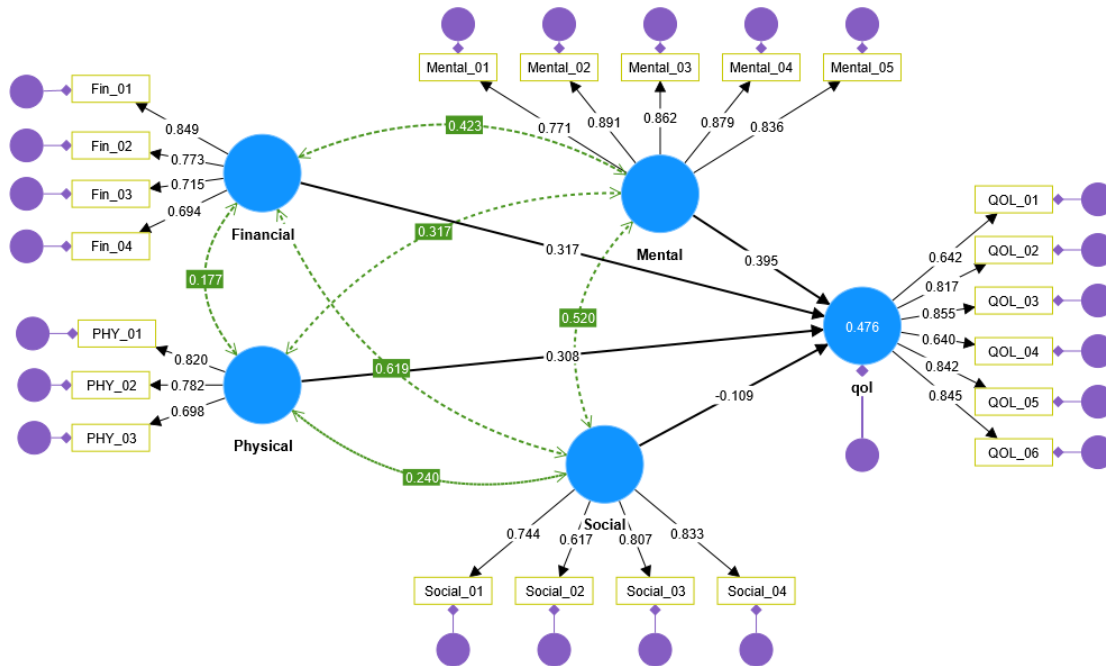 Mental_01
Mental_02
Mental_03
Mental_04
Mental_05
0.771
0.891
0.862
0.879
0.836
Fin_01
Fin_02
Fin_03
Fin_04
0.849
0.773
0.715
0.694
Financial
0.423
Mental
0.317
0.317
0.395
0.177
0.520
PHY_01
PHY_02
PHY_03
0.820
0.782
0.698
Physical
0.308
0.619
-0.109
0.240
0.476
qol
QOL_01
QOL_02
QOL_03
QOL_04
QOL_05
QOL_06
0.642
0.817
0.855
0.640
0.842
0.845
Social
0.744
0.617
0.807
0.833
Social_01
Social_02
Social_03
Social_04